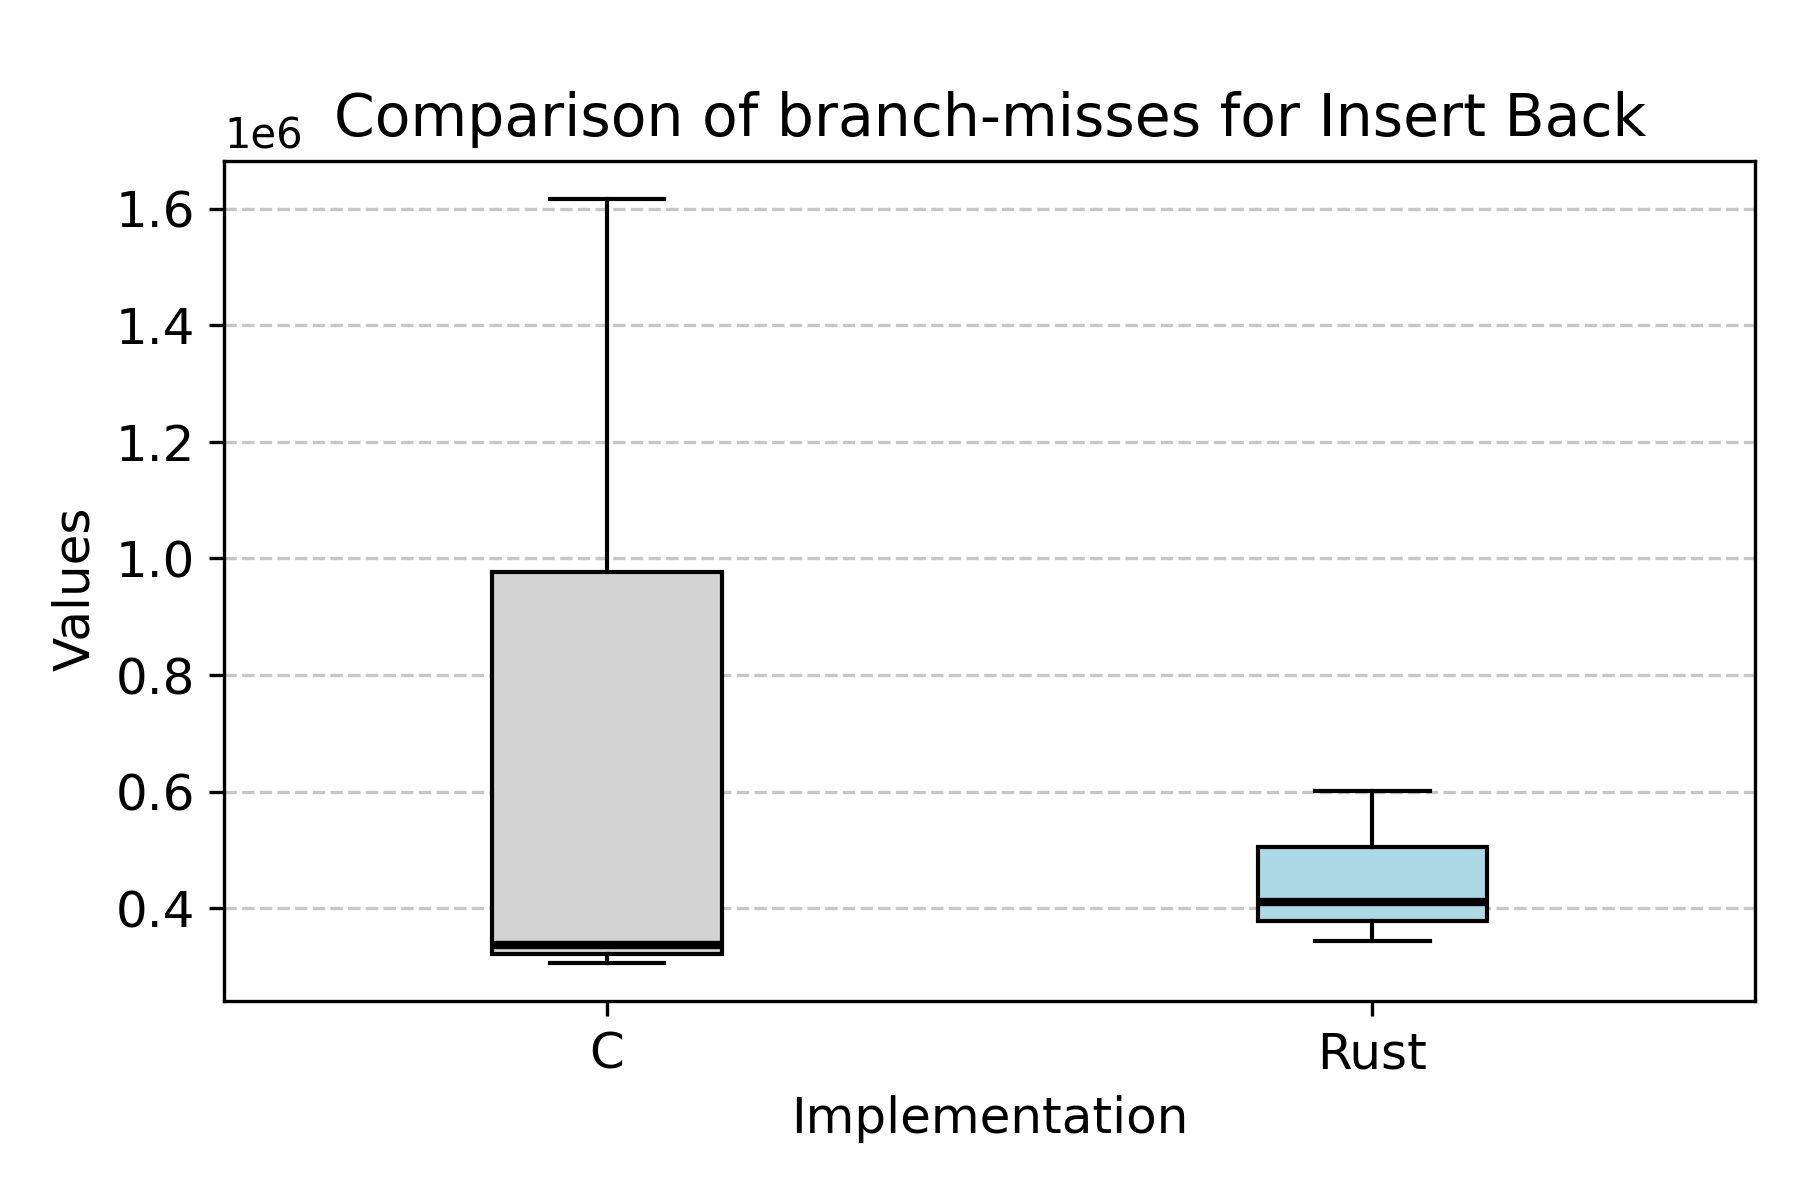 Comparison of branch-misses for Insert Back
1e6
1.6
1.4
1.2
1.0
0.8
0.6
0.4
Values
C
Rust
Implementation